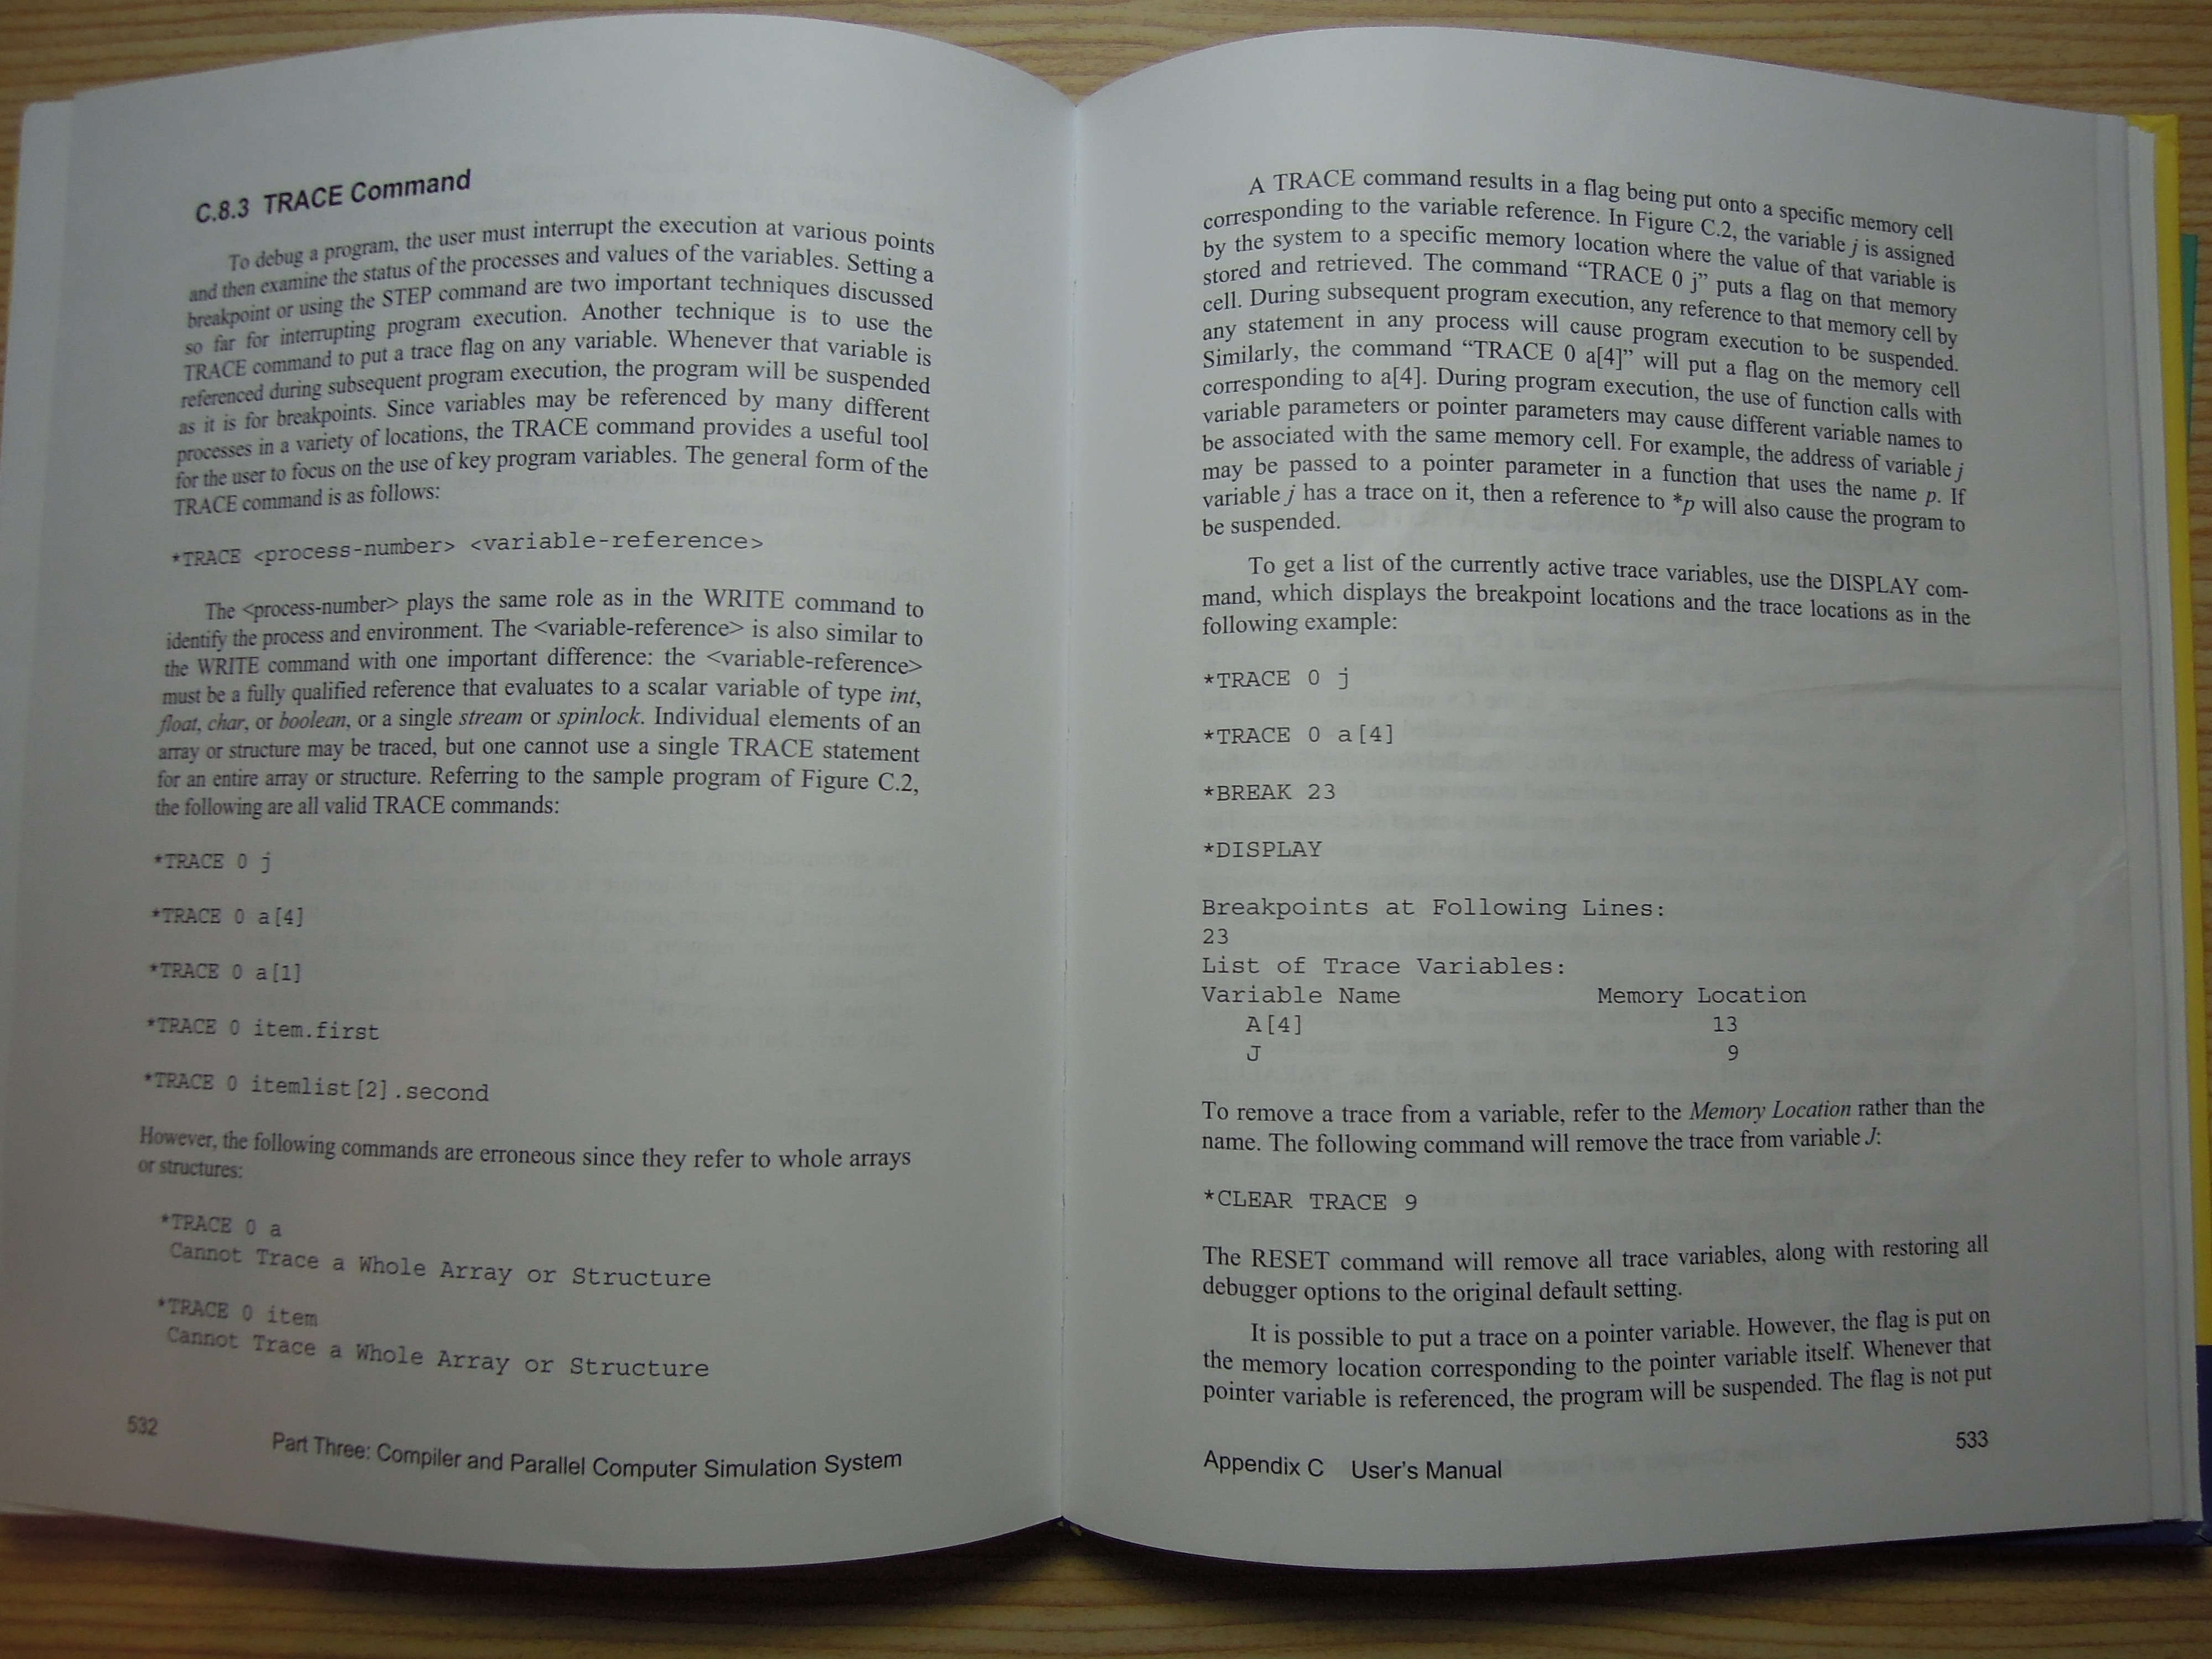 C.8.3 TRACE Command
To debug a program, the user must interrupt the execution at various points
and then examine the status of the processes and values of the variables. Setting a
breakpoint or using the STEP command are two important techniques discussed
so far for interrupting program execution. Another technique is to use the
TRACE command to put a trace flag on any variable. Whenever that variable is
referenced during subsequent program execution, the program will be suspended
as it is for breakpoints. Since variables may be referenced by many different
processes in a variety of locations, the TRACE command provides a useful tool
for the user to focus on the use of key program variables. The general form of the
TRACE command is as follows:
*TRACE <process-number> <variable-reference>
The <process-number> plays the same role as in the WRITE command to
identify the process and environment. The <variable-reference> is also similar to
the WRITE command with one important difference: the <variable-reference>
must be a fully qualified reference that evaluates to a scalar variable of type int,
float, char, or boolean, or a single stream or spinlock. Individual elements of an
array or structure may be traced, but one cannot use a single TRACE statement
for an entire array or structure. Referring to the sample program of Figure C.2,
the following are all valid TRACE commands:
*TRACE 0 j
*TRACE 0 a[4]
*TRACE 0 a[1]
*TRACE 0 item.first
*TRACE 0 itemlist[2].second
However, the following commands are erroneous since they refer to whole arrays
or structures:
*TRACE 0 a
Cannot Trace a Whole Array or Structure
*TRACE 0 item
Cannot Trace a Whole Array or Structure
532
Part Three: Compiler and Parallel Computer Simulation System
A TRACE command results in a flag being put onto a specific memory cell
corresponding to the variable reference. In Figure C.2, the variable j is assigned
by the system to a specific memory location where the value of that variable is
stored and retrieved. The command “TRACE 0 j” puts a flag on that memory
cell. During subsequent program execution, any reference to that memory cell by
any statement in any process will cause program execution to be suspended.
Similarly, the command “TRACE 0 a[4]” will put a flag on the memory cell
corresponding to a[4]. During program execution, the use of function calls with
variable parameters or pointer parameters may cause different variable names to
be associated with the same memory cell. For example, the address of variable j
may be passed to a pointer parameter in a function that uses the name p. If
variable j has a trace on it, then a reference to *p will also cause the program to
be suspended.
To get a list of the currently active trace variables, use the DISPLAY com-
mand, which displays the breakpoint locations and the trace locations as in the
following example:
*TRACE 0 j
*TRACE 0 a[4]
*BREAK 23
*DISPLAY
Breakpoints at Following Lines:
23
List of Trace Variables:
Variable Name Memory Location
A[4] 13
J 9
To remove a trace from a variable, refer to the Memory Location rather than the
name. The following command will remove the trace from variable J:
*CLEAR TRACE 9
The RESET command will remove all trace variables, along with restoring all
debugger options to the original default setting.
It is possible to put a trace on a pointer variable. However, the flag is put on
the memory location corresponding to the pointer variable itself. Whenever that
pointer variable is referenced, the program will be suspended. The flag is not put
Appendix C User's Manual
533